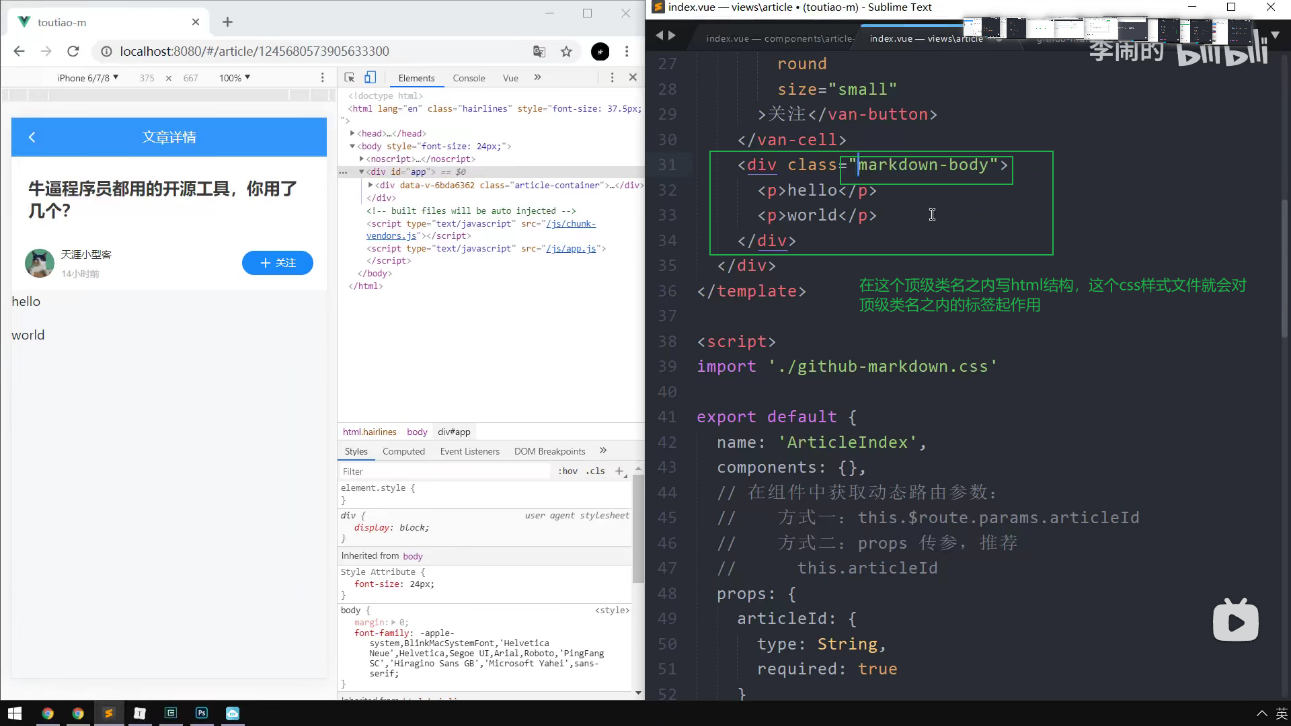 toutiao-m
localhost:8080/#/article/1245680573905633300
iPhone 6/7/8 ▼ 375 × 667 100% ▼
文章详情
牛逼程序员都用的开源工具，你用了
几个?
天涯小型客
14小时前
+ 关注
hello
world
Elements Console Vue »
<!doctype html>
<html lang="en" class="hairlines" style="font-size: 37.5px;
">
▶<head>…</head>
▼<body style="font-size: 24px;">
▶<noscript>…</noscript>
… ▼<div id="app"> == $0
▶<div data-v-6bda6362 class="article-container">…</div>
</div>
<!-- built files will be auto injected -->
<script type="text/javascript" src="/js/chunk-
vendors.js"></script>
<script type="text/javascript" src="/js/app.js">
</script>
</body>
</html>
html.hairlines body div#app
Styles Computed Event Listeners DOM Breakpoints »
Filter :hov .cls +
element.style {
}
div { user agent stylesheet
display: block;
}
Inherited from body
Style Attribute {
font-size: 24px;
}
body { <style>
margin:▶ 0;
font-family: -apple-
system,BlinkMacSystemFont,'Helvetica
Neue',Helvetica,Segoe UI,Arial,Roboto,'PingFang
SC','Hiragino Sans GB','Microsoft Yahei',sans-
serif;
}
index.vue — views\article • (toutiao-m) - Sublime Text
index.vue — components\article- index.vue — views\article
李闹的 bilibili
27 round
28 size="small"
29 >关注</van-button>
30 </van-cell>
31 <div class="markdown-body">
32 <p>hello</p>
33 <p>world</p>
34 </div>
35 </div>
36 </template>
在这个顶级类名之内写html结构，这个css样式文件就会对
顶级类名之内的标签起作用
37
38 <script>
39 import './github-markdown.css'
40
41 export default {
42 name: 'ArticleIndex',
43 components: {},
44 // 在组件中获取动态路由参数：
45 // 方式一：this.$route.params.articleId
46 // 方式二：props 传参，推荐
47 // this.articleId
48 props: {
49 articleId: {
50 type: String,
51 required: true
52 }
英